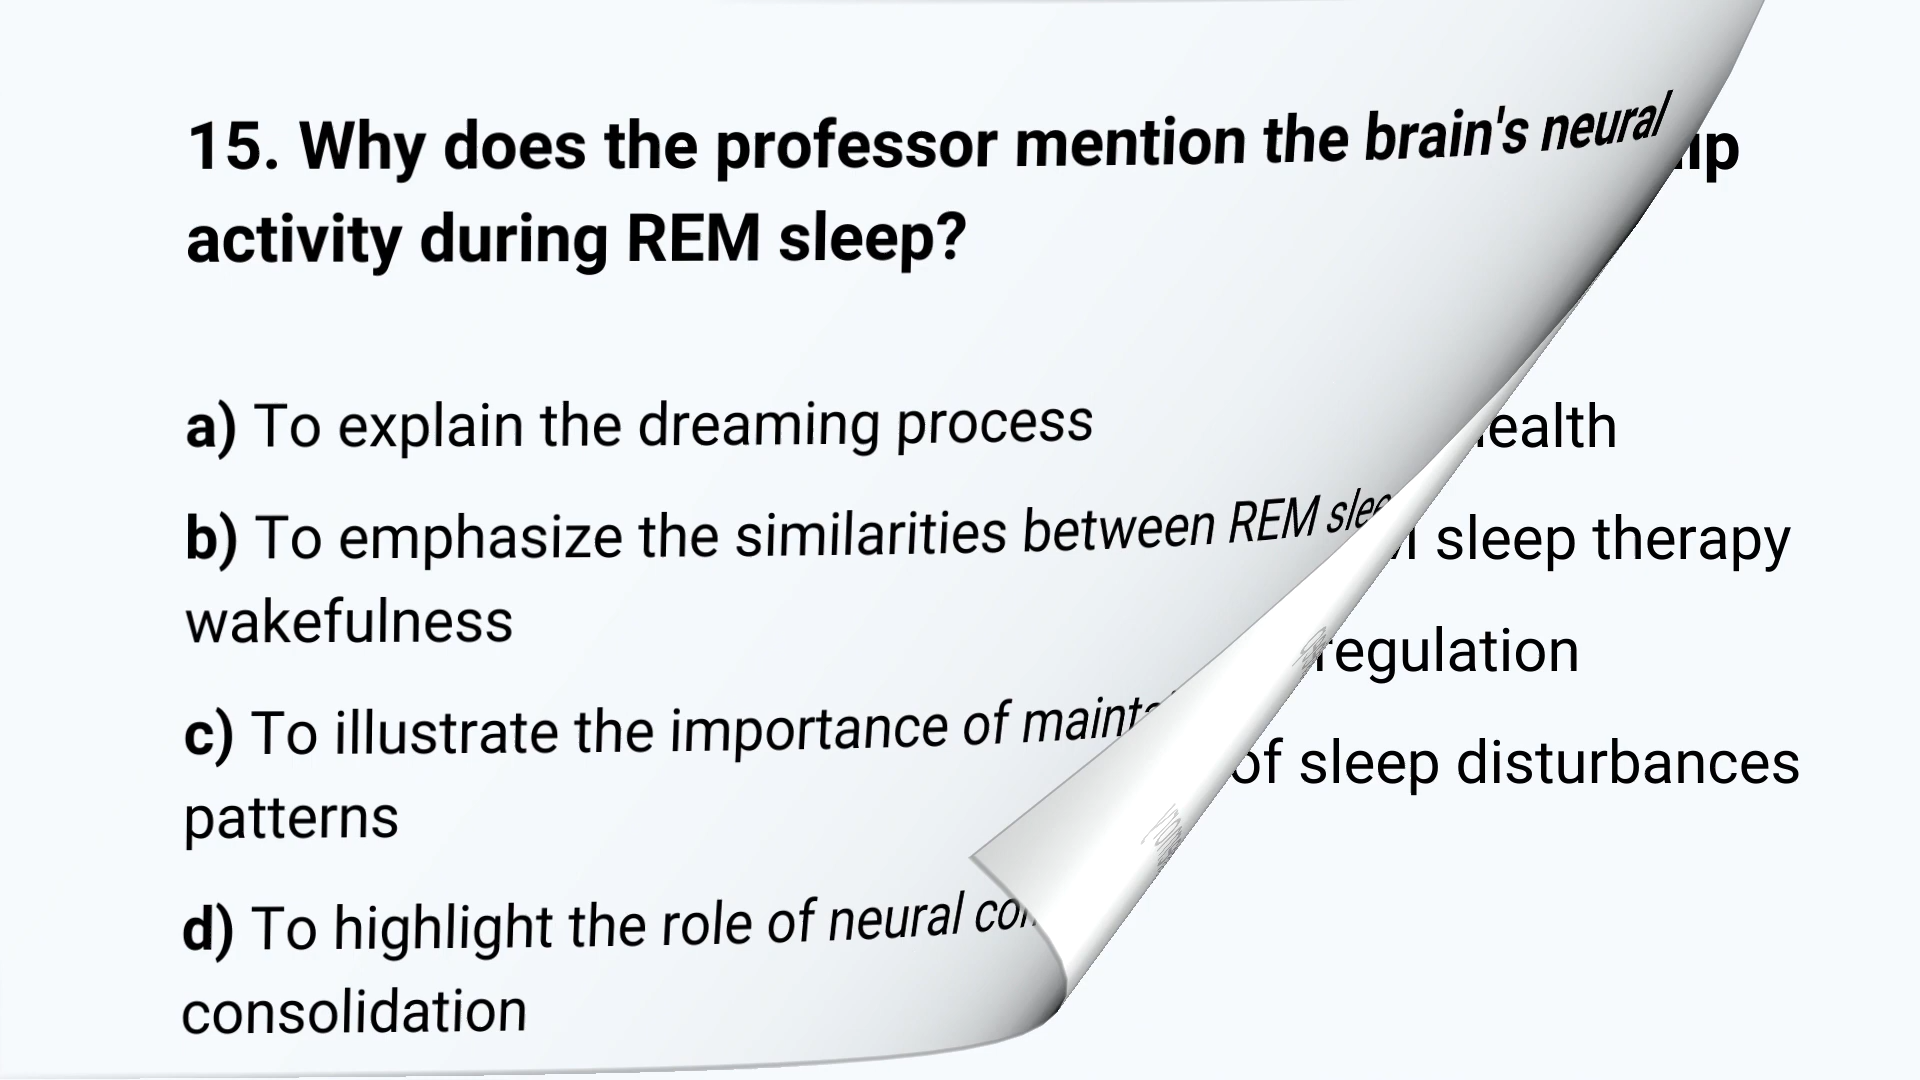 15. Why does the professor mention the brain's neural
activity during REM sleep?
a) To explain the dreaming process
b) To emphasize the similarities between REM
wakefulness
c) To illustrate the importance of
patterns
d) To highlight the role of neural
consolidation
sleep therapy
regulation
of sleep disturbances